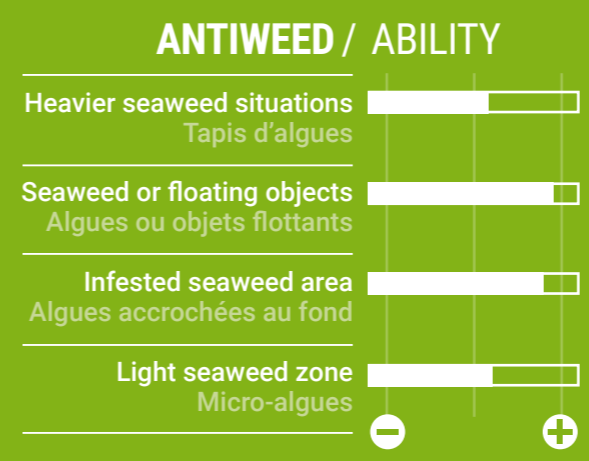 ANTIWEED / ABILITY
Heavier seaweed situations
Tapis d'algues
Seaweed or floating objects
Algues ou objets flottants
Infested seaweed area
Algues accrochées au fond
Light seaweed zone
Micro-algues
− +